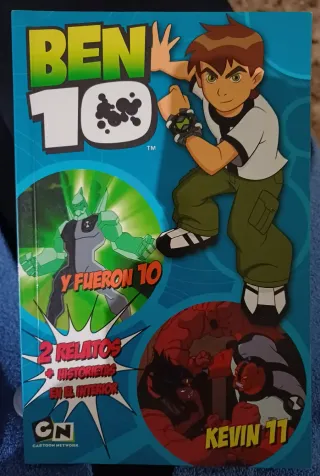 BEN
10
TM
Y FUERON 10
2 RELATOS
+ HISTORIETAS
EN EL INTERIOR
CN
CARTOON NETWORK
KEVIN 11